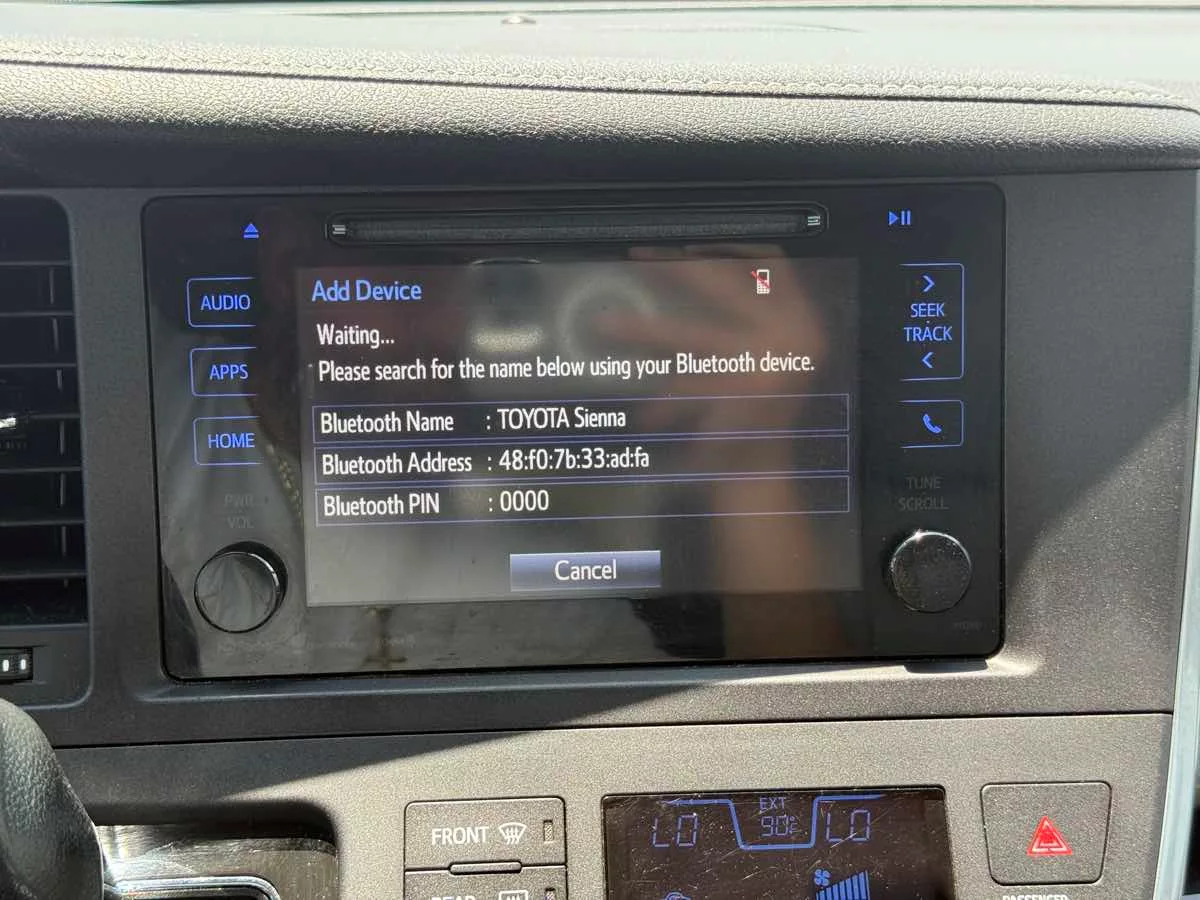 Add Device
Waiting...
Please search for the name below using your Bluetooth device.
Bluetooth Name : TOYOTA Sienna
Bluetooth Address : 48:f0:7b:33:ad:fa
Bluetooth PIN : 0000
Cancel
AUDIO
APPS
HOME
PWR
VOL
SEEK
TRACK
TUNE
SCROLL
FRONT
REAR
LO
EXT
90°F
LO
PASSENGER